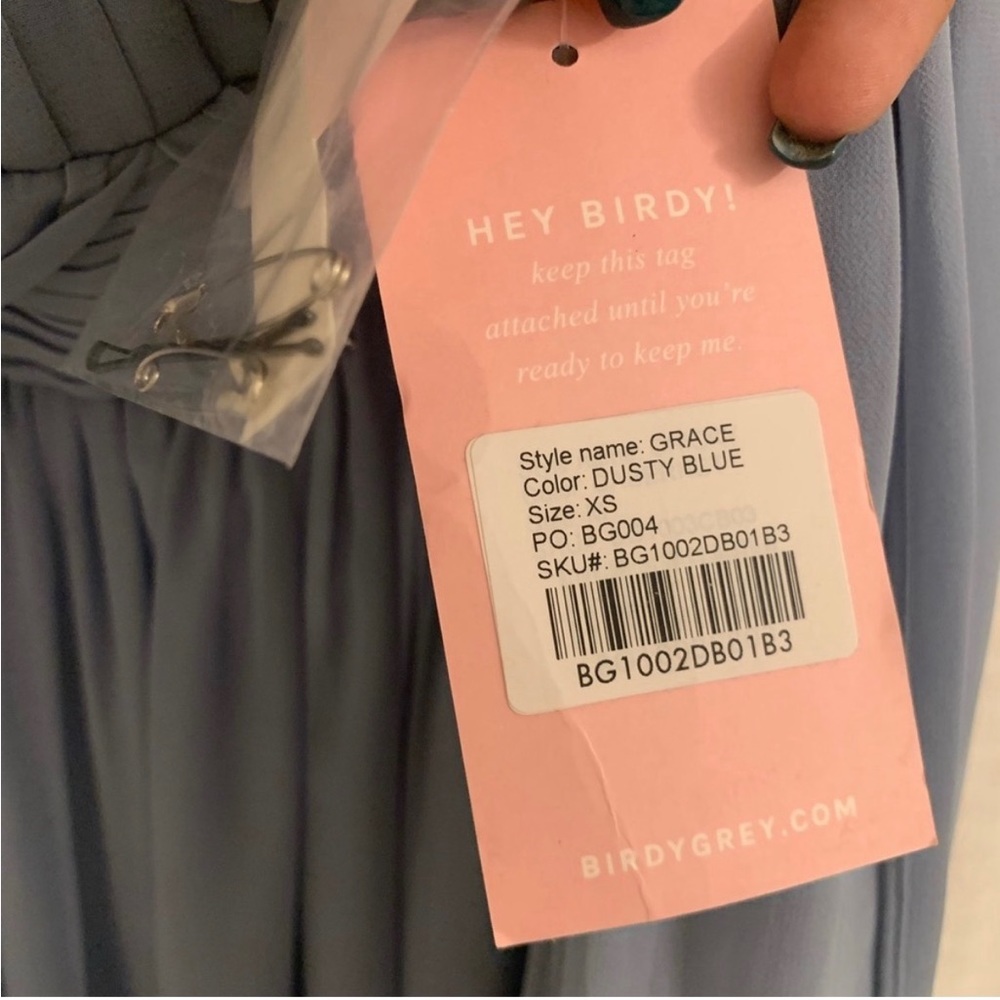 HEY BIRDY!
keep this tag
attached until you're
ready to keep me.
Style name: GRACE
Color: DUSTY BLUE
Size: XS
PO: BG004
SKU#: BG1002DB01B3
BG1002DB01B3
BIRDYGREY.COM